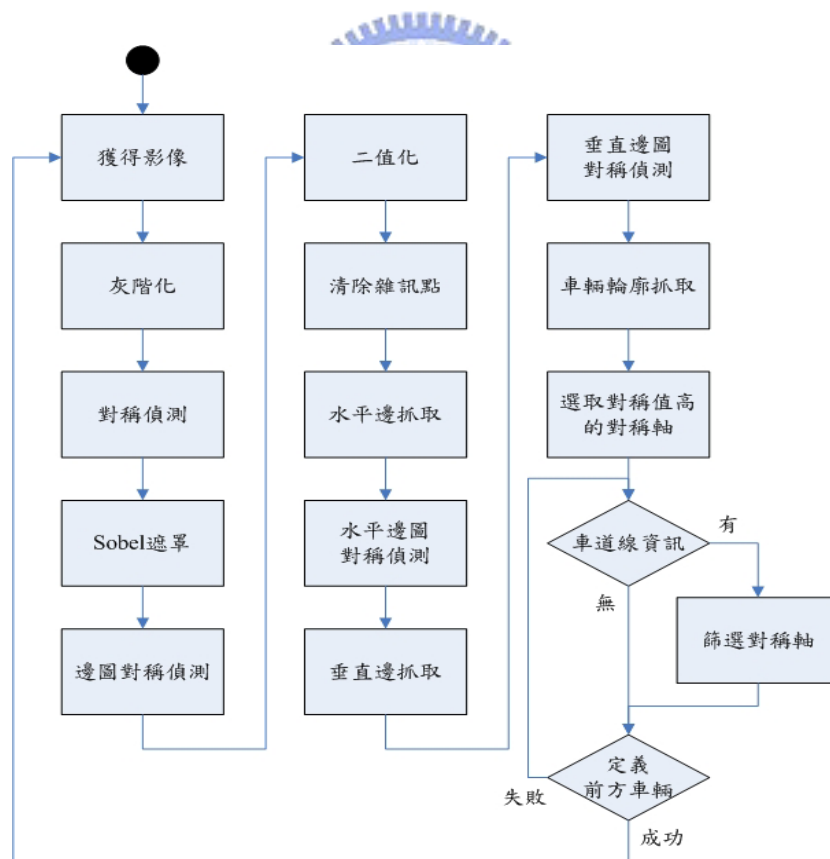 獲得影像
灰階化
對稱偵測
Sobel遮罩
邊圖對稱偵測
二值化
清除雜訊點
水平邊抓取
水平邊圖
對稱偵測
垂直邊抓取
垂直邊圖
對稱偵測
車輛輪廓抓取
選取對稱值高
的對稱軸
車道線資訊
有
無
篩選對稱軸
定義
前方車輛
失敗
成功